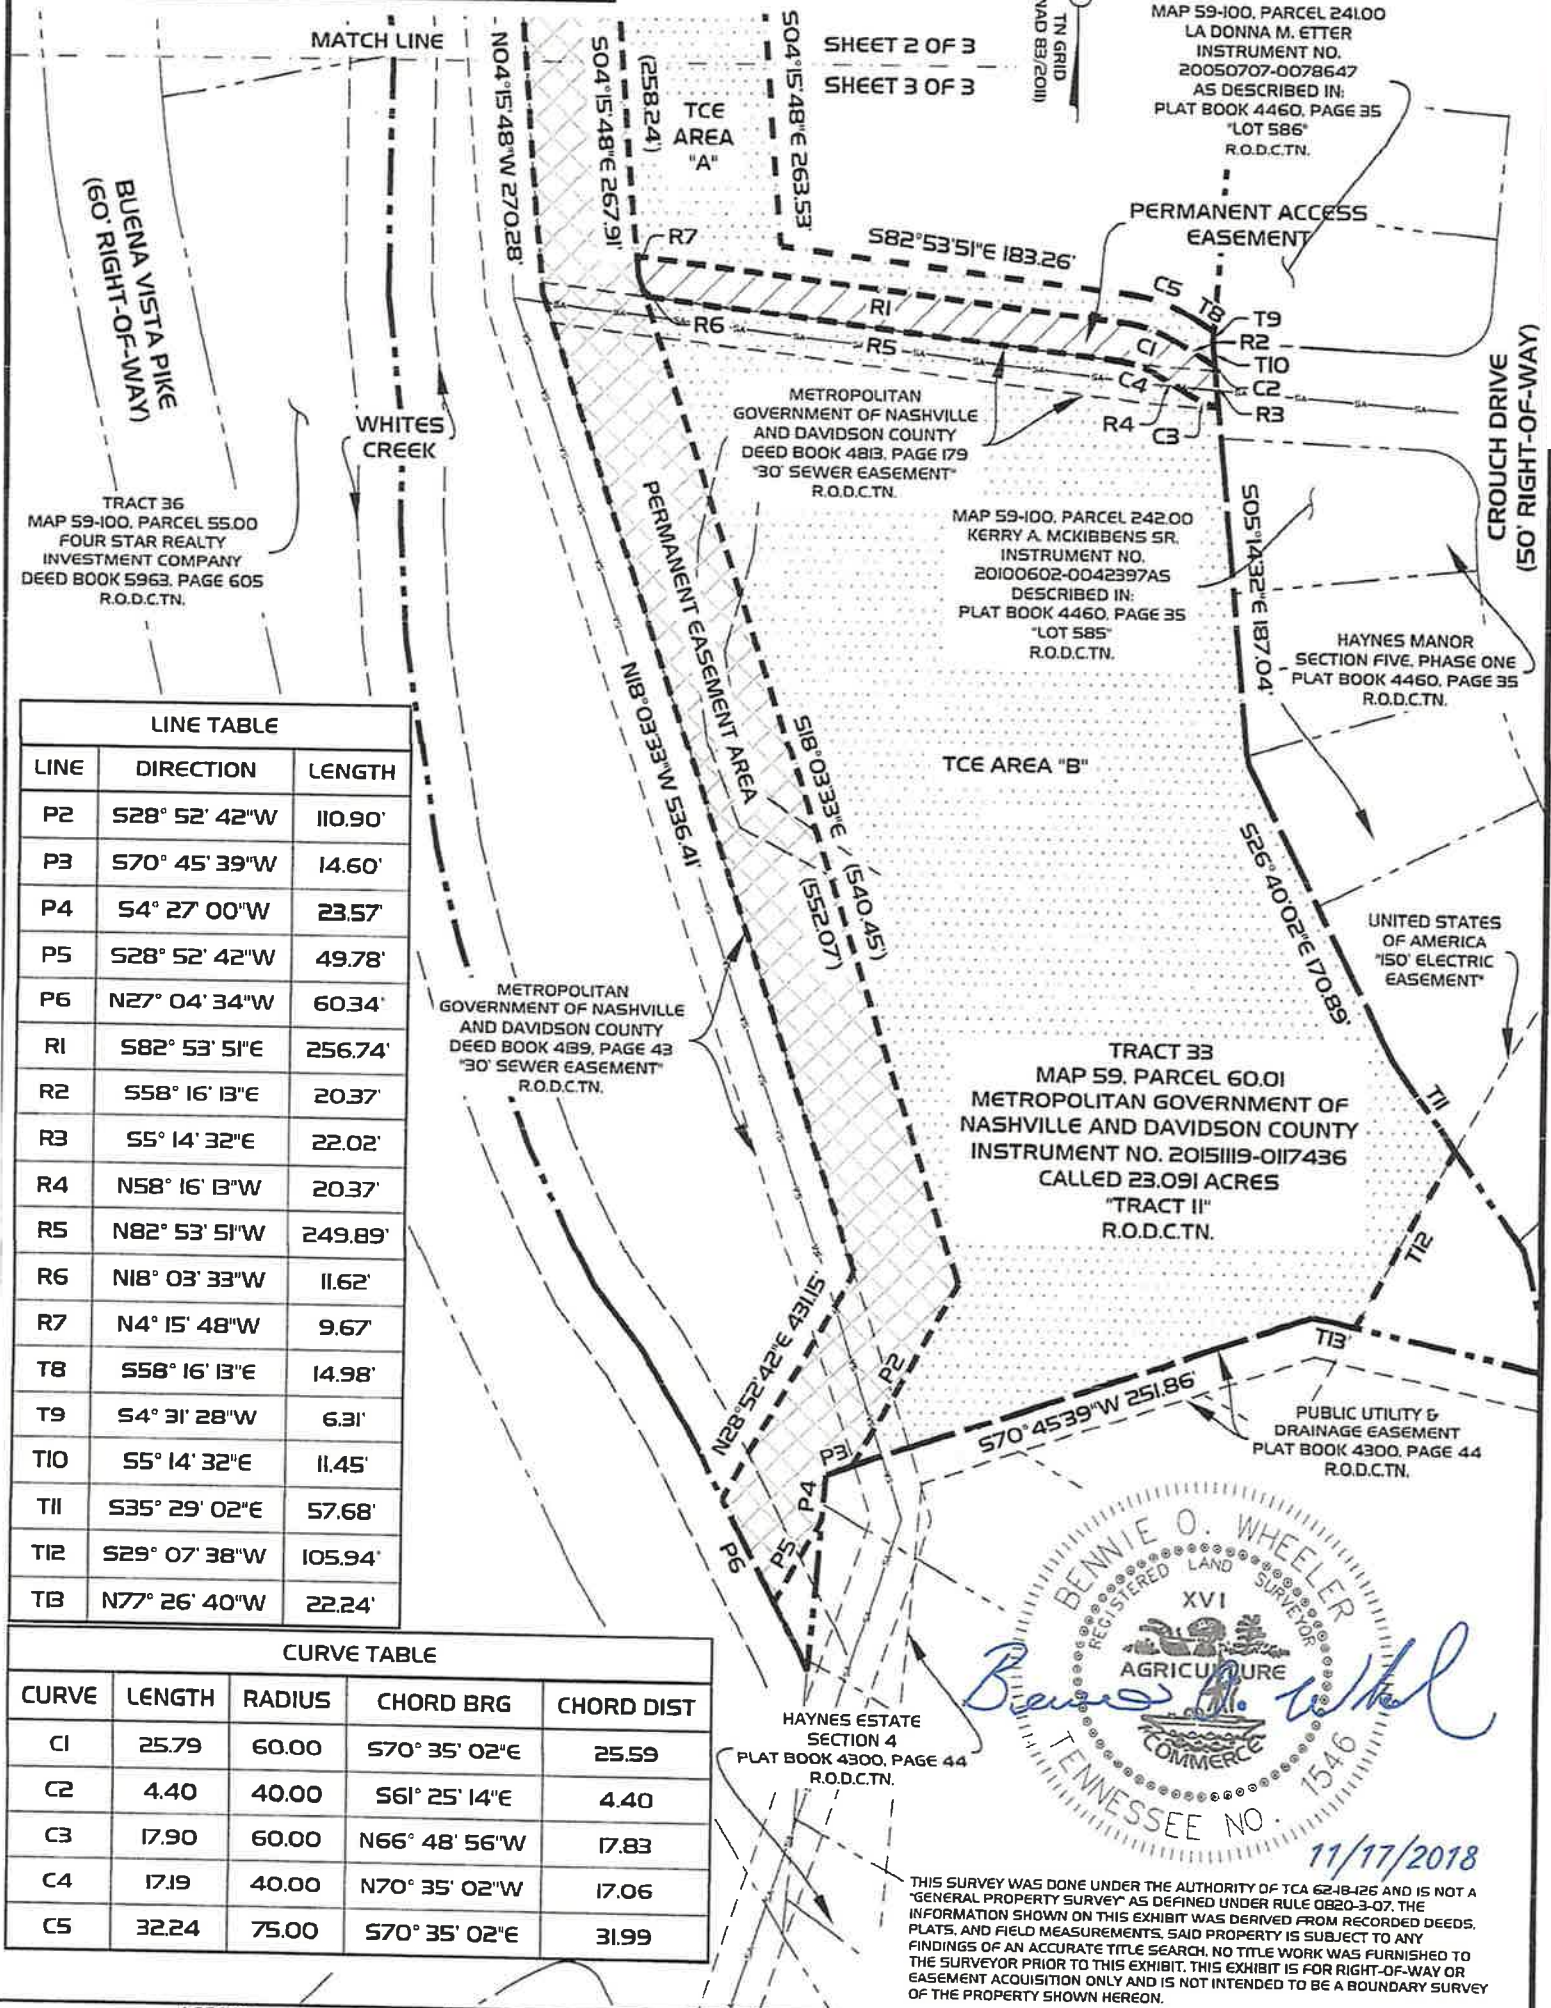 MATCH LINE
SHEET 2 OF 3
SHEET 3 OF 3
TN GRID
NAD 83/2011)
MAP 59-100, PARCEL 241.00
LA DONNA M. ETTER
INSTRUMENT NO.
20050707-0078647
AS DESCRIBED IN:
PLAT BOOK 4460, PAGE 35
"LOT 586"
R.O.D.C.TN.
N04°15'48"W 270.28'
S04°15'48"E 267.91'
(258.24')
TCE
AREA
"A"
S04°15'48"E 263.53'
BUENA VISTA PIKE
(60' RIGHT-OF-WAY)
PERMANENT ACCESS
EASEMENT
R7
S82°53'51"E 183.26'
C5
T8
R1
T9
R6
R2
R5
C1
T10
C4
C2
R4
R3
C3
CROUCH DRIVE
(50' RIGHT-OF-WAY)
WHITES
CREEK
METROPOLITAN
GOVERNMENT OF NASHVILLE
AND DAVIDSON COUNTY
DEED BOOK 4813, PAGE 179
"30' SEWER EASEMENT"
R.O.D.C.TN.
TRACT 36
MAP 59-100, PARCEL 55.00
FOUR STAR REALTY
INVESTMENT COMPANY
DEED BOOK 5963, PAGE 605
R.O.D.C.TN.
PERMANENT EASEMENT AREA
MAP 59-100, PARCEL 242.00
KERRY A. MCKIBBENS SR.
INSTRUMENT NO.
20100602-0042397AS
DESCRIBED IN:
PLAT BOOK 4460, PAGE 35
"LOT 585"
R.O.D.C.TN.
S05°14'32"E 187.04'
HAYNES MANOR
SECTION FIVE, PHASE ONE
PLAT BOOK 4460, PAGE 35
R.O.D.C.TN.
N18°03'33"W 536.41'
S18°03'33"E (540.45')
(552.07')
TCE AREA "B"
S26°40'02"E 170.89'
UNITED STATES
OF AMERICA
"150' ELECTRIC
EASEMENT"
LINE TABLE
LINE DIRECTION LENGTH
P2 S28° 52' 42"W 110.90'
P3 S70° 45' 39"W 14.60'
P4 S4° 27' 00"W 23.57'
P5 S28° 52' 42"W 49.78'
P6 N27° 04' 34"W 60.34'
R1 S82° 53' 51"E 256.74'
R2 S58° 16' 13"E 20.37'
R3 S5° 14' 32"E 22.02'
R4 N58° 16' 13"W 20.37'
R5 N82° 53' 51"W 249.89'
R6 N18° 03' 33"W 11.62'
R7 N4° 15' 48"W 9.67'
T8 S58° 16' 13"E 14.98'
T9 S4° 31' 28"W 6.31'
T10 S5° 14' 32"E 11.45'
T11 S35° 29' 02"E 57.68'
T12 S29° 07' 38"W 105.94'
T13 N77° 26' 40"W 22.24'
METROPOLITAN
GOVERNMENT OF NASHVILLE
AND DAVIDSON COUNTY
DEED BOOK 4139, PAGE 43
"30' SEWER EASEMENT"
R.O.D.C.TN.
TRACT 33
MAP 59, PARCEL 60.01
METROPOLITAN GOVERNMENT OF
NASHVILLE AND DAVIDSON COUNTY
INSTRUMENT NO. 20151119-0117436
CALLED 23.091 ACRES
"TRACT II"
R.O.D.C.TN.
T11
T12
T13
N28°52'42"E 431.15'
P2
S70°45'39"W 251.86'
P3
P4
P5
P6
PUBLIC UTILITY &
DRAINAGE EASEMENT
PLAT BOOK 4300, PAGE 44
R.O.D.C.TN.
CURVE TABLE
CURVE LENGTH RADIUS CHORD BRG CHORD DIST
C1 25.79 60.00 S70° 35' 02"E 25.59
C2 4.40 40.00 S61° 25' 14"E 4.40
C3 17.90 60.00 N66° 48' 56"W 17.83
C4 17.19 40.00 N70° 35' 02"W 17.06
C5 32.24 75.00 S70° 35' 02"E 31.99
HAYNES ESTATE
SECTION 4
PLAT BOOK 4300, PAGE 44
R.O.D.C.TN.
BENNIE O. WHEELER
REGISTERED LAND SURVEYOR
XVI
AGRICULTURE
COMMERCE
TENNESSEE NO. 1546
11/17/2018
THIS SURVEY WAS DONE UNDER THE AUTHORITY OF TCA 62-18-126 AND IS NOT A
"GENERAL PROPERTY SURVEY" AS DEFINED UNDER RULE 0820-3-07. THE
INFORMATION SHOWN ON THIS EXHIBIT WAS DERIVED FROM RECORDED DEEDS,
PLATS, AND FIELD MEASUREMENTS. SAID PROPERTY IS SUBJECT TO ANY
FINDINGS OF AN ACCURATE TITLE SEARCH. NO TITLE WORK WAS FURNISHED TO
THE SURVEYOR PRIOR TO THIS EXHIBIT. THIS EXHIBIT IS FOR RIGHT-OF-WAY OR
EASEMENT ACQUISITION ONLY AND IS NOT INTENDED TO BE A BOUNDARY SURVEY
OF THE PROPERTY SHOWN HEREON.